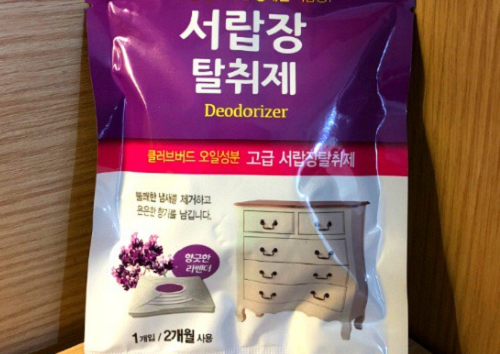 서랍장
탈취제
Deodorizer
클러브버드 오일성분 고급 서랍장탈취제
불쾌한 냄새를 제거하고
은은한 향기를 남깁니다.
향긋한
라벤더
1개입 / 2개월 사용